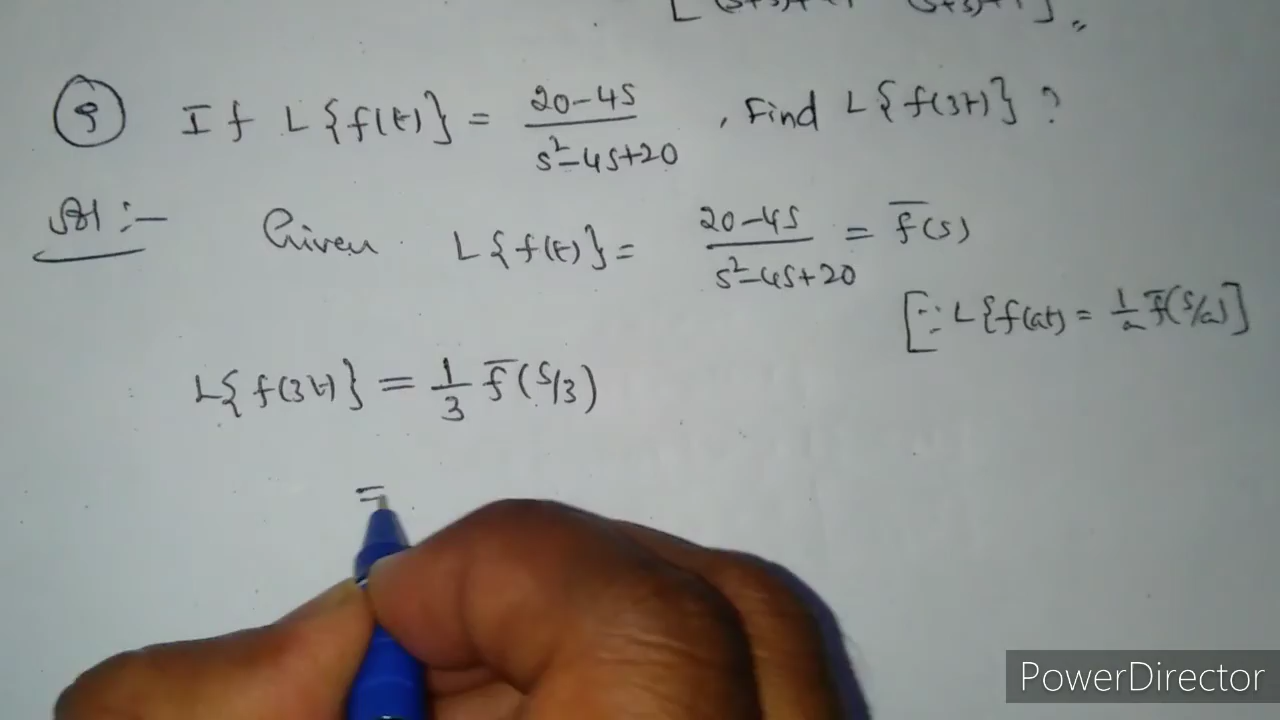 ⑨ If L{f(t)} = 20-4s / s²-4s+20 , Find L{f(3t)} ?
Sol :- Given L{f(t)} = 20-4s / s²-4s+20 = f̅(s)
[∵ L{f(at) = 1/a f̅(s/a)]
L{f(3t)} = 1/3 f̅(s/3)
=
PowerDirector